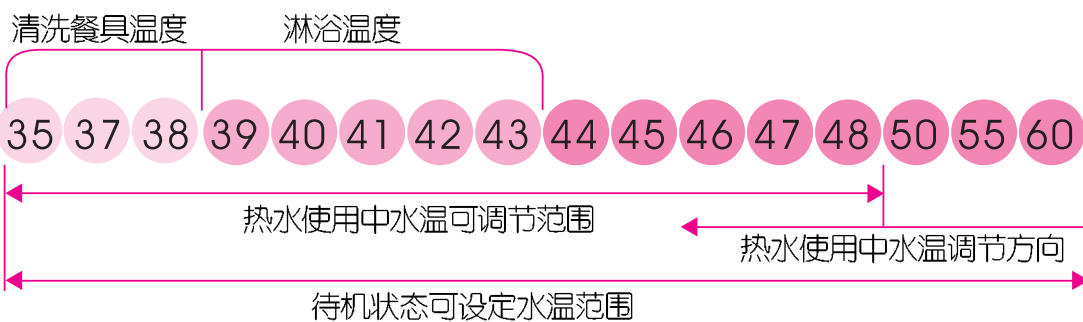 清洗餐具温度 淋浴温度
35 37 38 39 40 41 42 43 44 45 46 47 48 50 55 60
热水使用中水温可调节范围
热水使用中水温调节方向
待机状态可设定水温范围